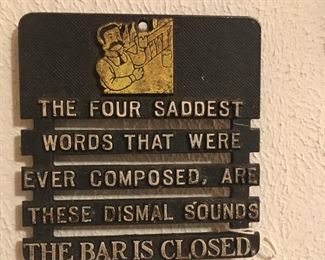 THE FOUR SADDEST
WORDS THAT WERE
EVER COMPOSED, ARE
THESE DISMAL SOUNDS
THE BAR IS CLOSED.